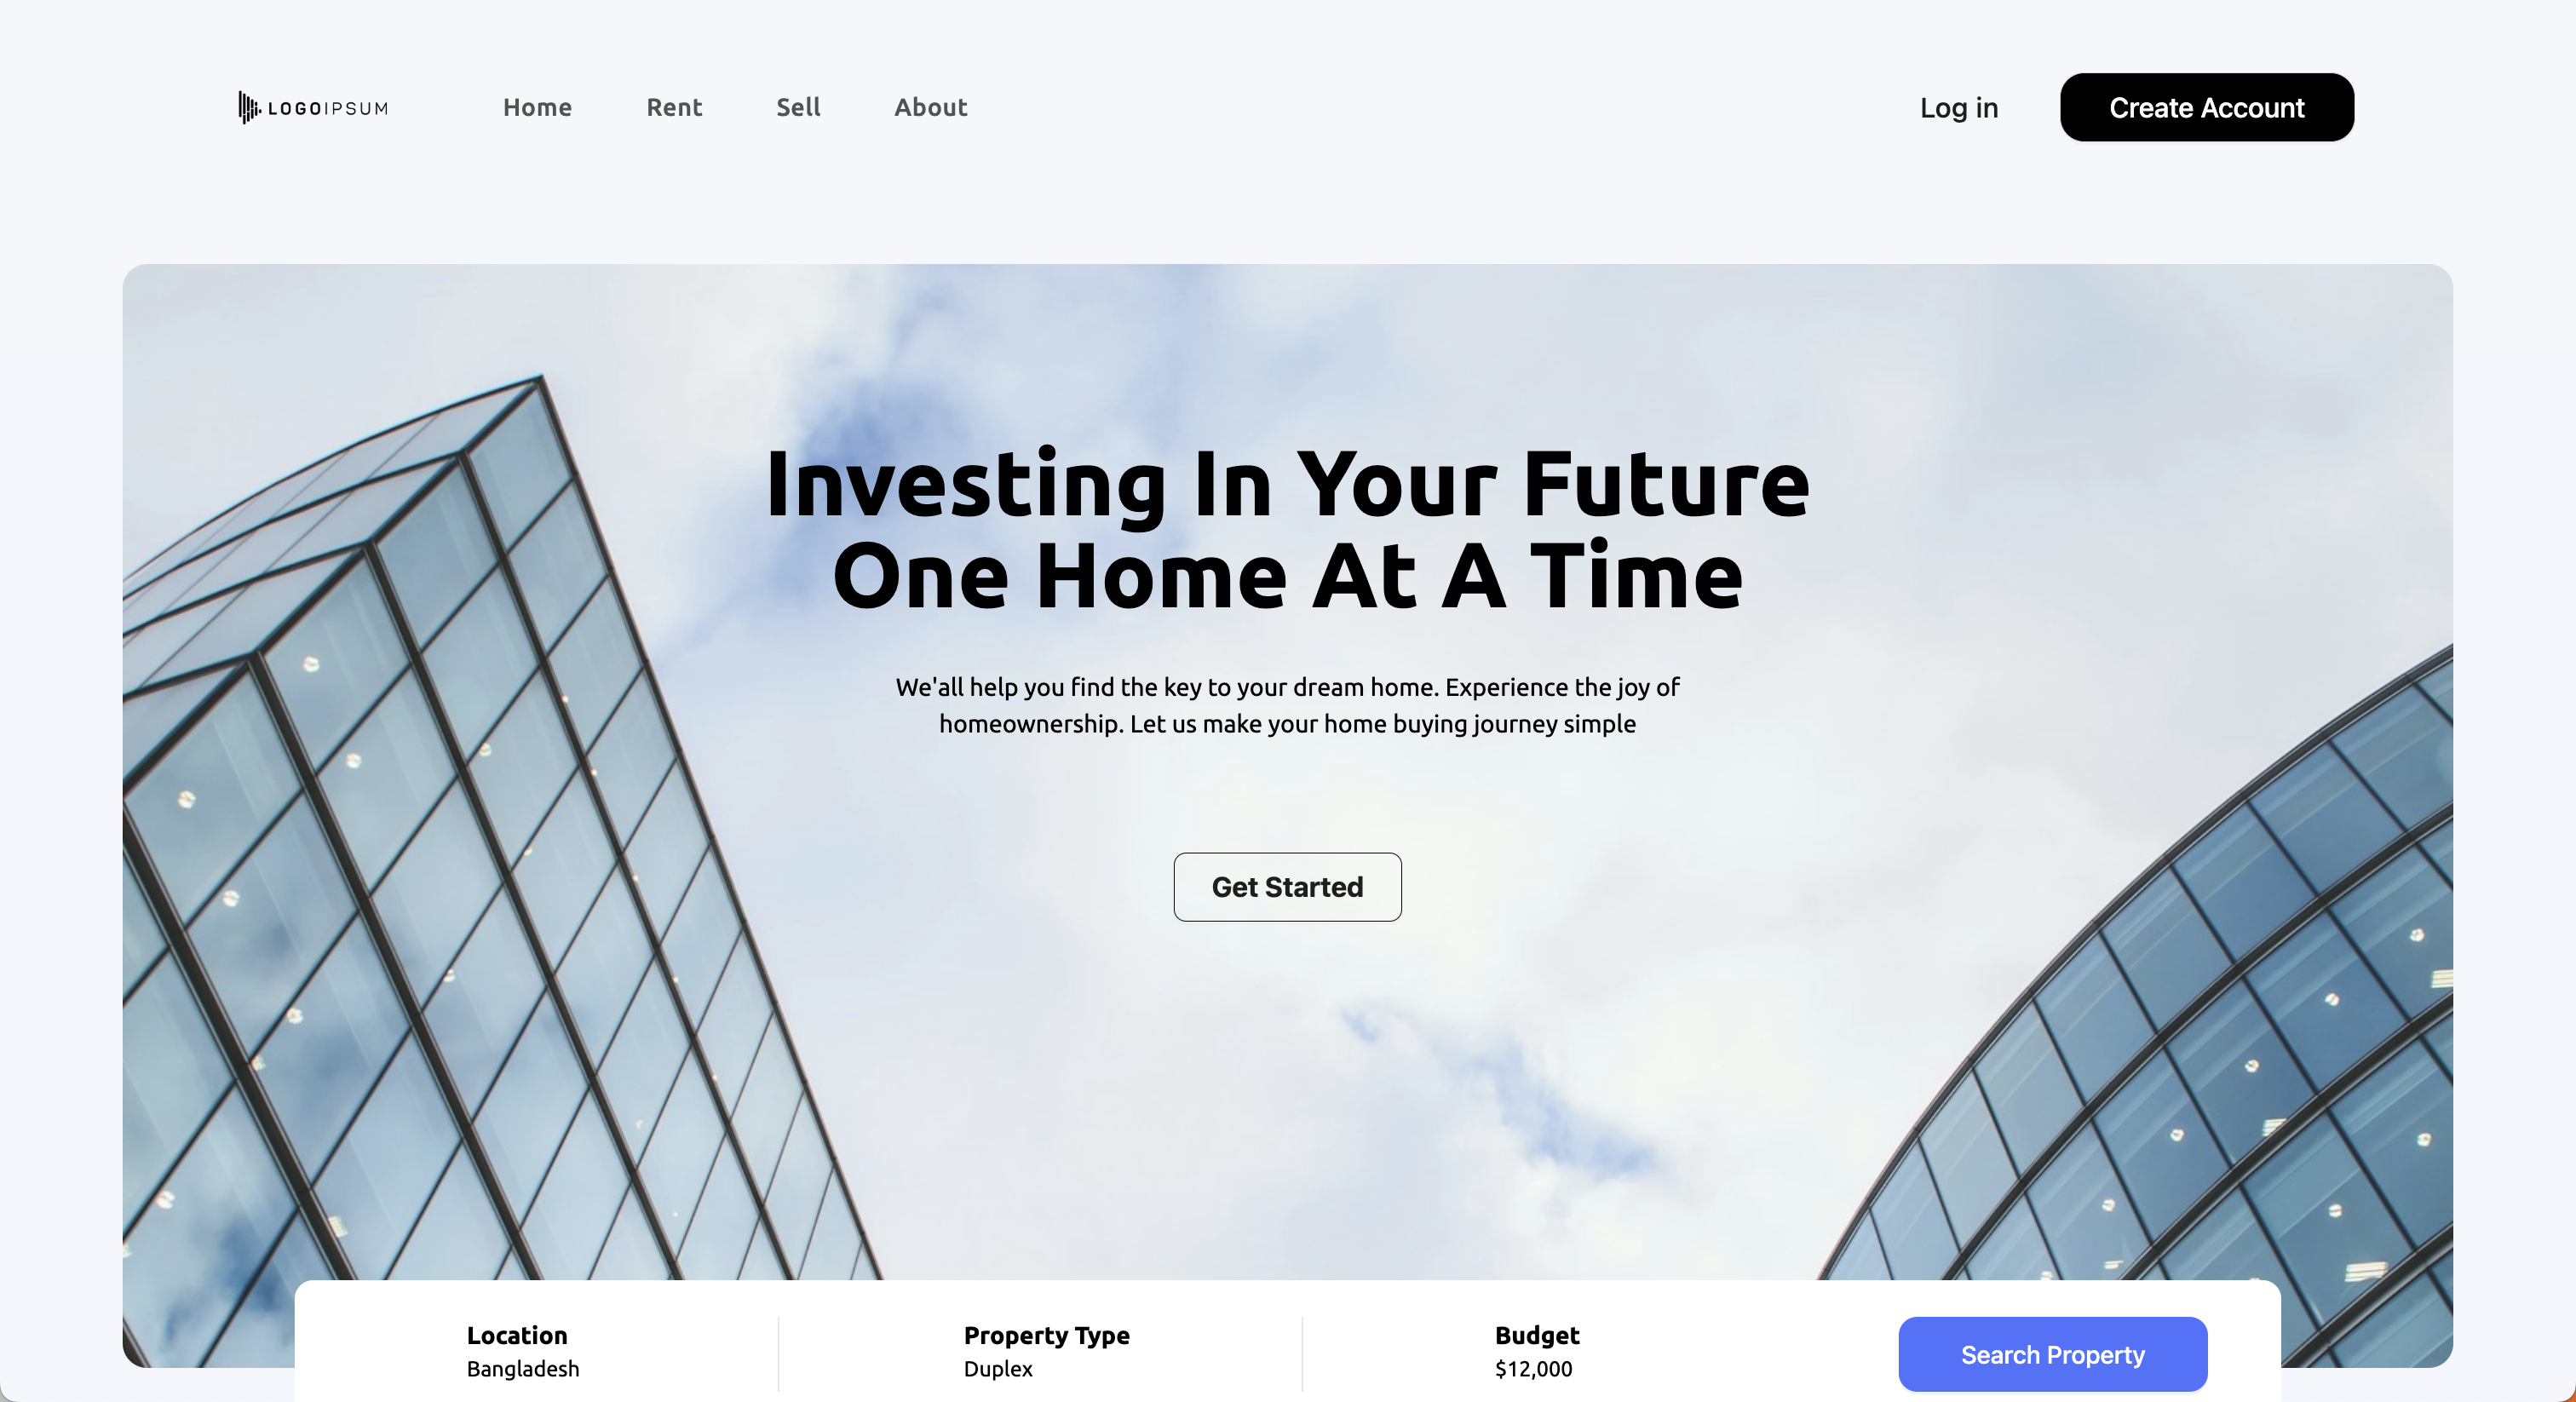 LOGOIPSUM
Home
Rent
Sell
About
Log in
Create Account
Investing In Your Future
One Home At A Time
We'all help you find the key to your dream home. Experience the joy of
homeownership. Let us make your home buying journey simple
Get Started
Location
Bangladesh
Property Type
Duplex
Budget
$12,000
Search Property